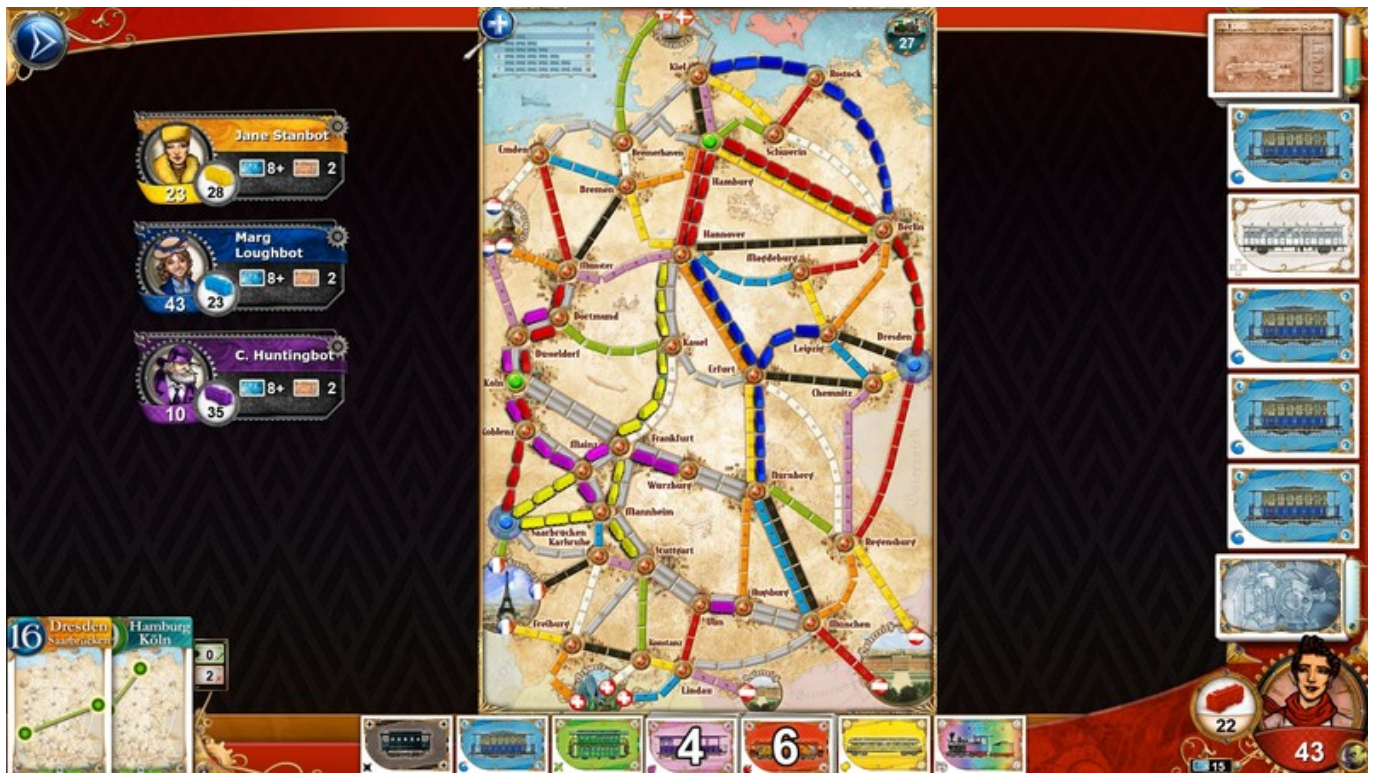 27
Kiel
Rostock
Emden
Bremerhaven
Schwerin
Hamburg
Bremen
Hannover
Berlin
Magdeburg
Münster
Dortmund
Düsseldorf
Kassel
Leipzig
Dresden
Erfurt
Chemnitz
Köln
Koblenz
Mainz
Frankfurt
Würzburg
Nürnberg
Mannheim
Saarbrücken
Karlsruhe
Regensburg
Stuttgart
Augsburg
Ulm
München
Freiburg
Konstanz
Lindau
Jane Stanbot
8+
2
23
28
Marg
Loughbot
8+
2
43
23
C. Huntingbot
8+
2
10
35
16
Dresden
Saarbrücken
Hamburg
Köln
0
2
4
6
22
15
43